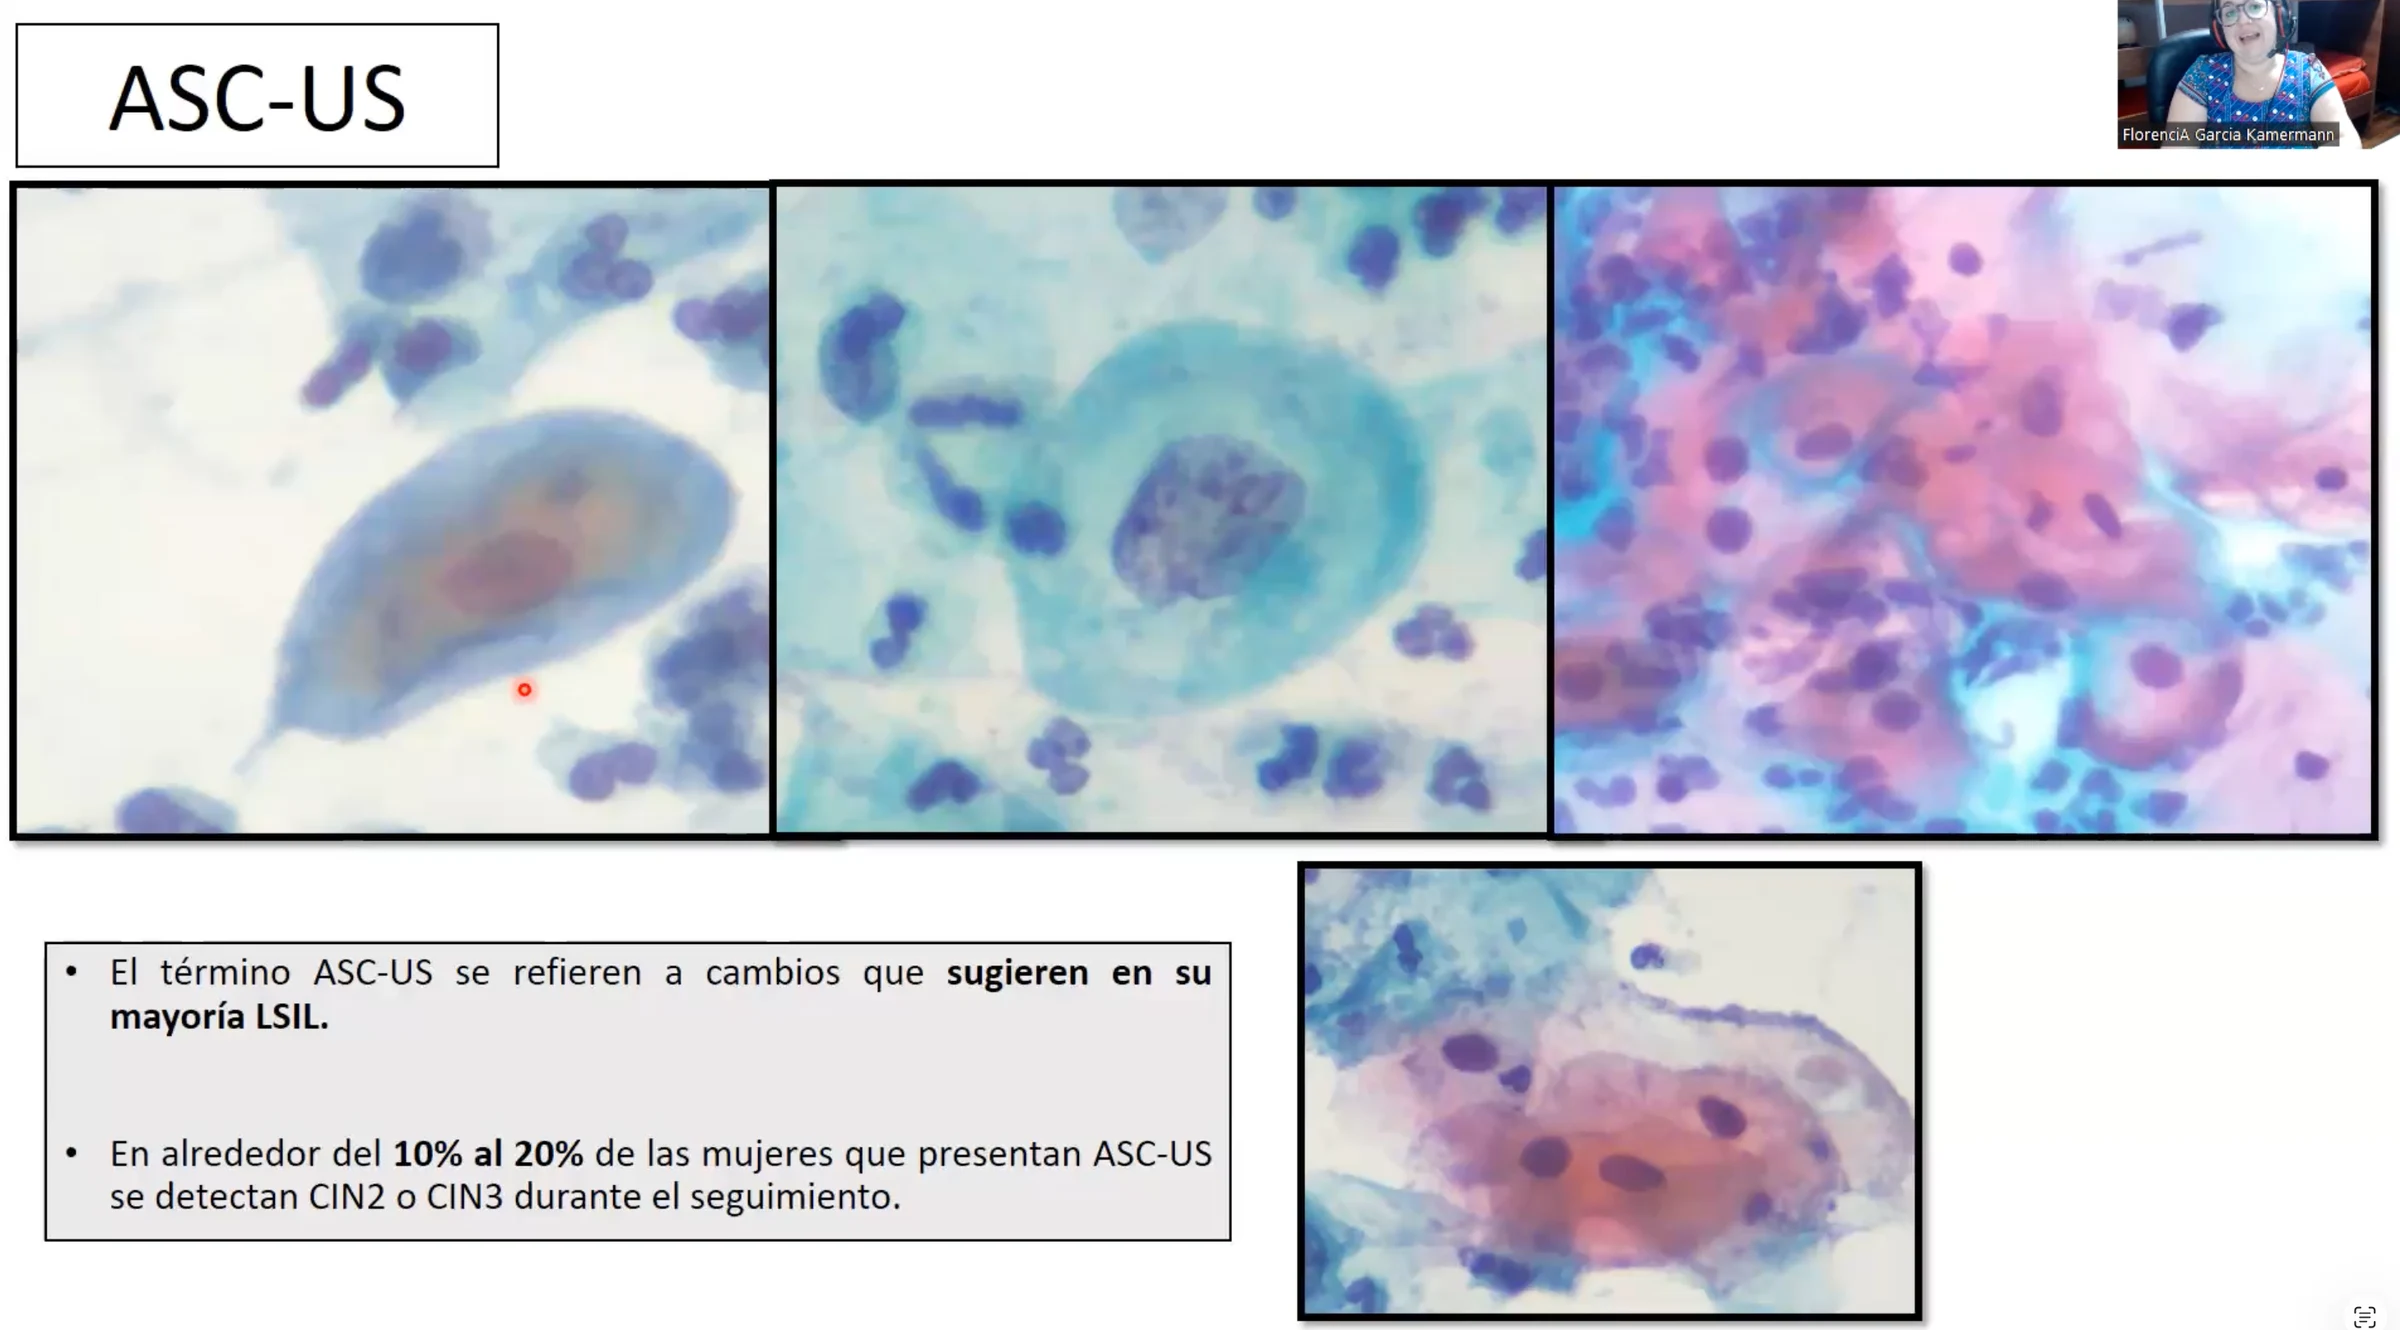 ASC-US
FlorenciA Garcia Kamermann
• El término ASC-US se refieren a cambios que sugieren en su
mayoría LSIL.
• En alrededor del 10% al 20% de las mujeres que presentan ASC-US
se detectan CIN2 o CIN3 durante el seguimiento.